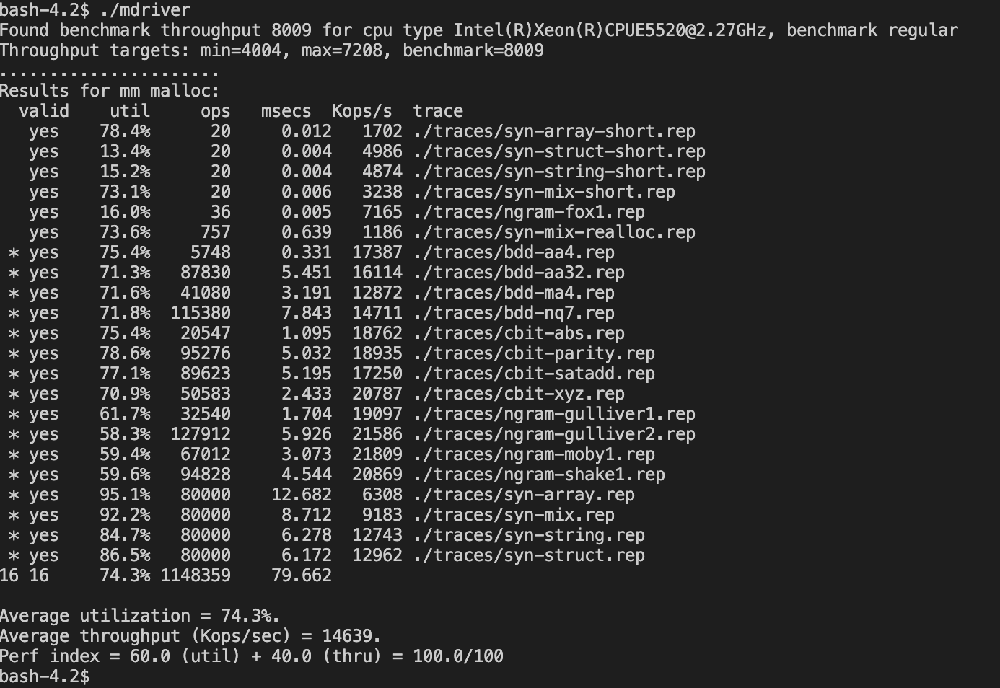 bash-4.2$ ./mdriver
Found benchmark throughput 8009 for cpu type Intel(R)Xeon(R)CPUE5520@2.27GHz, benchmark regular
Throughput targets: min=4004, max=7208, benchmark=8009
......................
Results for mm malloc:
  valid    util     ops   msecs  Kops/s  trace
   yes    78.4%      20     0.012   1702 ./traces/syn-array-short.rep
   yes    13.4%      20     0.004   4986 ./traces/syn-struct-short.rep
   yes    15.2%      20     0.004   4874 ./traces/syn-string-short.rep
   yes    73.1%      20     0.006   3238 ./traces/syn-mix-short.rep
   yes    16.0%      36     0.005   7165 ./traces/ngram-fox1.rep
   yes    73.6%     757     0.639   1186 ./traces/syn-mix-realloc.rep
 * yes    75.4%    5748     0.331  17387 ./traces/bdd-aa4.rep
 * yes    71.3%   87830     5.451  16114 ./traces/bdd-aa32.rep
 * yes    71.6%   41080     3.191  12872 ./traces/bdd-ma4.rep
 * yes    71.8%  115380     7.843  14711 ./traces/bdd-nq7.rep
 * yes    75.4%   20547     1.095  18762 ./traces/cbit-abs.rep
 * yes    78.6%   95276     5.032  18935 ./traces/cbit-parity.rep
 * yes    77.1%   89623     5.195  17250 ./traces/cbit-satadd.rep
 * yes    70.9%   50583     2.433  20787 ./traces/cbit-xyz.rep
 * yes    61.7%   32540     1.704  19097 ./traces/ngram-gulliver1.rep
 * yes    58.3%  127912     5.926  21586 ./traces/ngram-gulliver2.rep
 * yes    59.4%   67012     3.073  21809 ./traces/ngram-moby1.rep
 * yes    59.6%   94828     4.544  20869 ./traces/ngram-shake1.rep
 * yes    95.1%   80000    12.682   6308 ./traces/syn-array.rep
 * yes    92.2%   80000     8.712   9183 ./traces/syn-mix.rep
 * yes    84.7%   80000     6.278  12743 ./traces/syn-string.rep
 * yes    86.5%   80000     6.172  12962 ./traces/syn-struct.rep
16 16     74.3% 1148359    79.662
Average utilization = 74.3%.
Average throughput (Kops/sec) = 14639.
Perf index = 60.0 (util) + 40.0 (thru) = 100.0/100
bash-4.2$